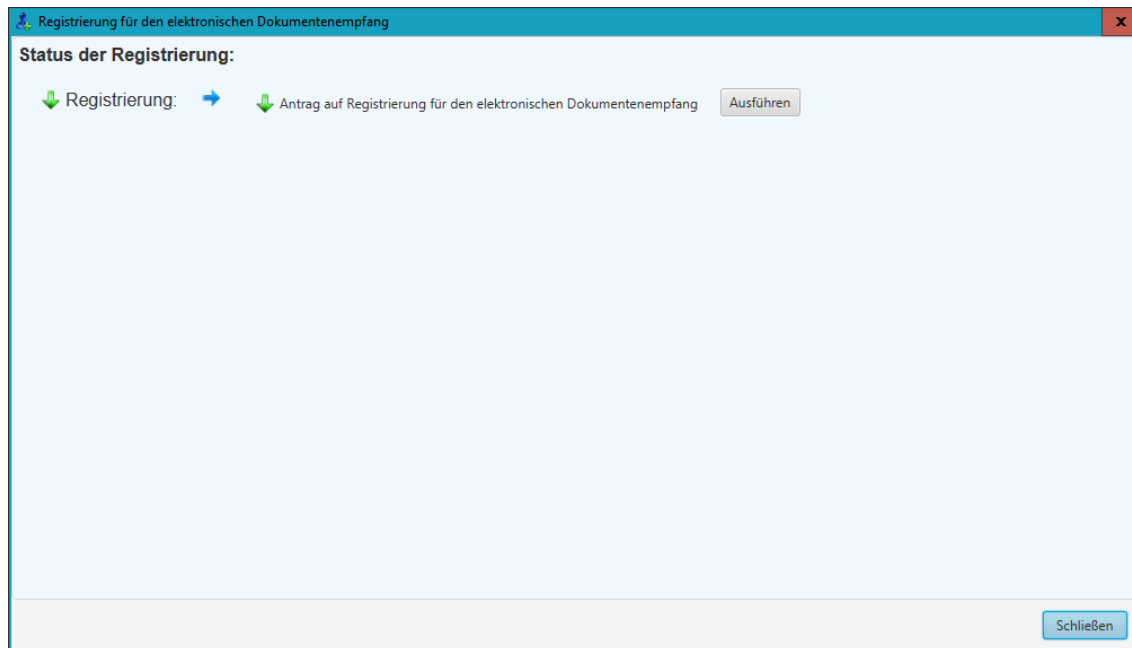 Registrierung für den elektronischen Dokumentenempfang
x
Status der Registrierung:
Registrierung: Antrag auf Registrierung für den elektronischen Dokumentenempfang Ausführen
Schließen